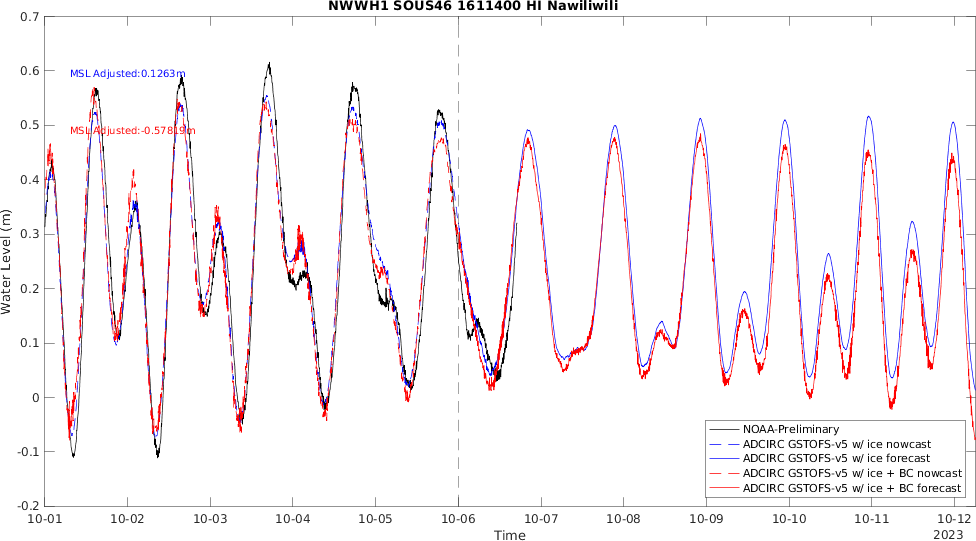 NWWH1 SOUS46 1611400 HI Nawiliwili
0.7
0.6
0.5
0.4
0.3
0.2
0.1
0
-0.1
-0.2
Water Level (m)
MSL Adjusted:0.1263m
MSL Adjusted:-0.57819m
NOAA-Preliminary
ADCIRC GSTOFS-v5 w/ ice nowcast
ADCIRC GSTOFS-v5 w/ ice forecast
ADCIRC GSTOFS-v5 w/ ice + BC nowcast
ADCIRC GSTOFS-v5 w/ ice + BC forecast
10-01 10-02 10-03 10-04 10-05 10-06 10-07 10-08 10-09 10-10 10-11 10-12
2023
Time